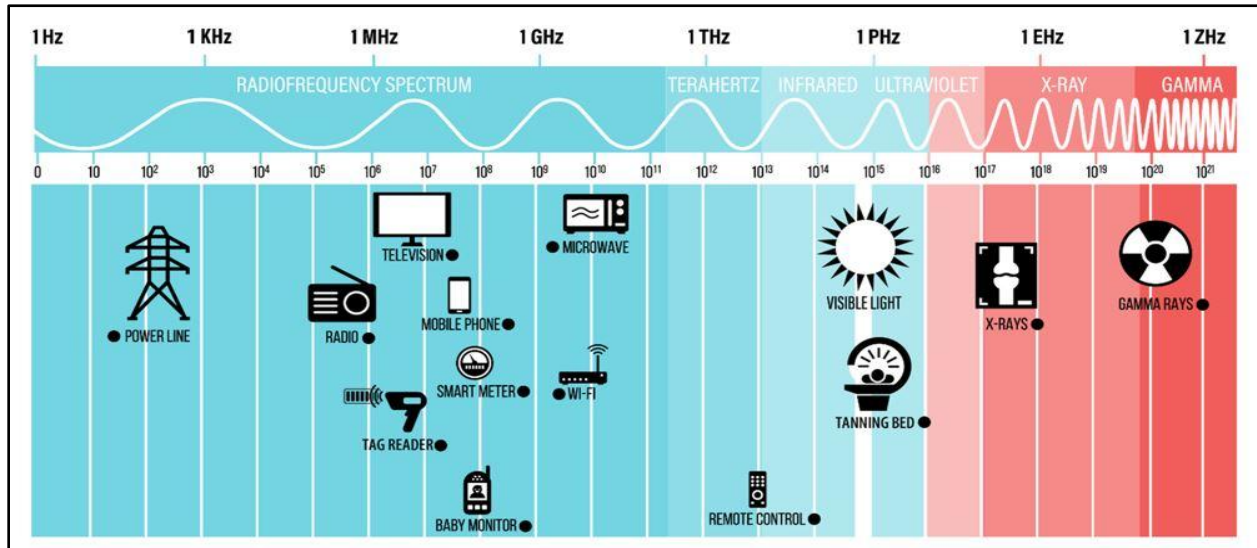 1Hz 1 KHz 1 MHz 1 GHz 1 THz 1 PHz 1 EHz 1 ZHz
RADIOFREQUENCY SPECTRUM TERAHERTZ INFRARED ULTRAVIOLET X-RAY GAMMA
0 10 10² 10³ 10⁴ 10⁵ 10⁶ 10⁷ 10⁸ 10⁹ 10¹⁰ 10¹¹ 10¹² 10¹³ 10¹⁴ 10¹⁵ 10¹⁶ 10¹⁷ 10¹⁸ 10¹⁹ 10²⁰ 10²¹
TELEVISION
MICROWAVE
POWER LINE
RADIO
MOBILE PHONE
VISIBLE LIGHT
X-RAYS
GAMMA RAYS
SMART METER
WI-FI
TAG READER
TANNING BED
BABY MONITOR
REMOTE CONTROL